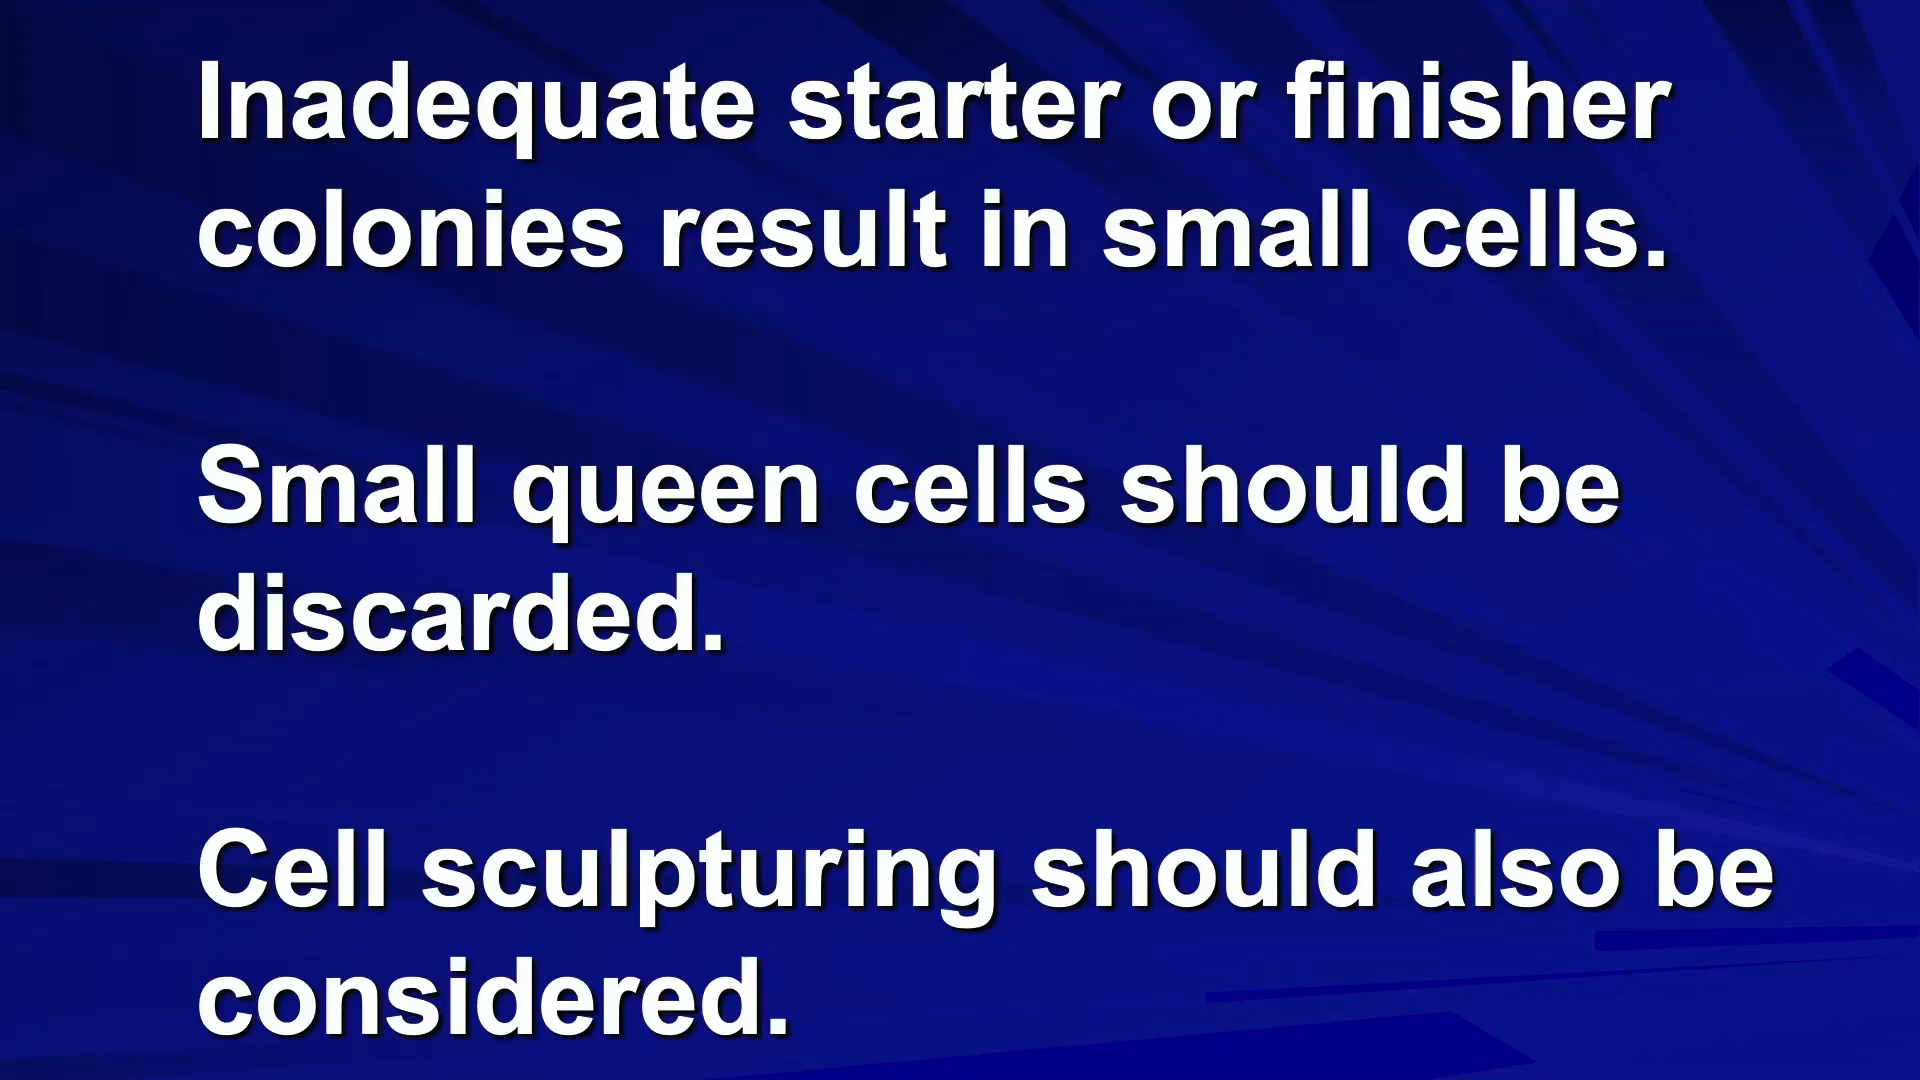 Inadequate starter or finisher
colonies result in small cells.
Small queen cells should be
discarded.
Cell sculpturing should also be
considered.